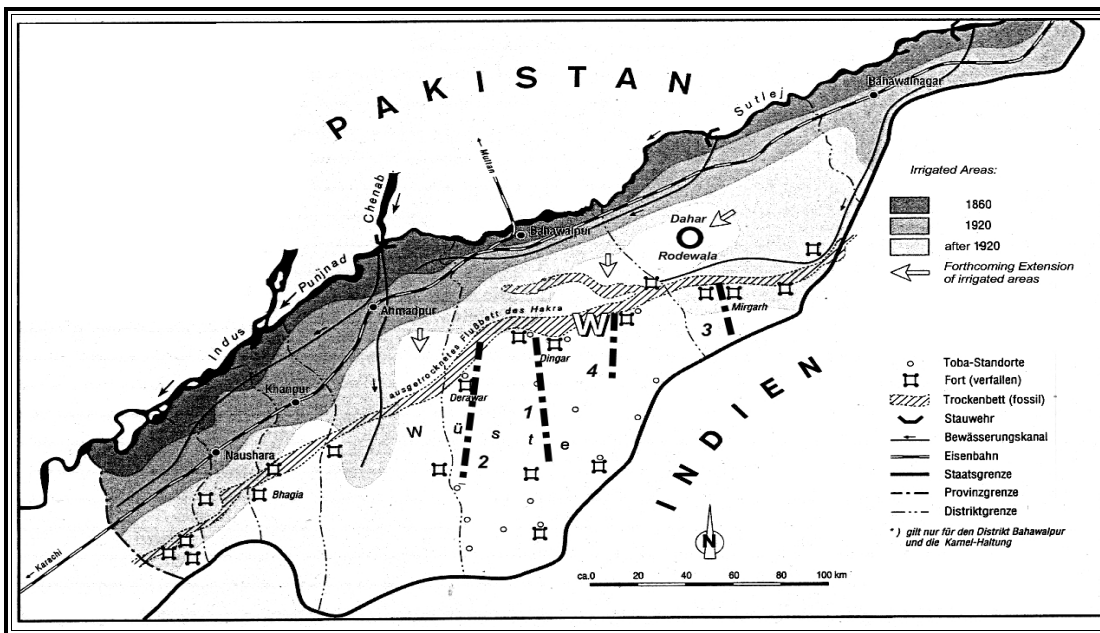 PAKISTAN
Bahawalnagar
Sutlej
Multan
Chenab
Bahawalpur
Punjnad
Indus
Ahmadpur
Khanpur
Naushara
Karachi
Dahar
Rodewala
ausgetrocknetes Flußbett des Hakra
W
Mirgarh
3
Dingar
4
Derawar
1
Wüste
2
Bhagla
INDIEN
Irrigated Areas:
1860
1920
after 1920
Forthcoming Extension
of irrigated areas
Toba-Standorte
Fort (verfallen)
Trockenbett (fossil)
Stauwehr
Bewässerungskanal
Eisenbahn
Staatsgrenze
Provinzgrenze
Distriktgrenze
* ) gilt nur für den Distrikt Bahawalpur
und die Kamel-Haltung
N
ca.0 20 40 60 80 100 km